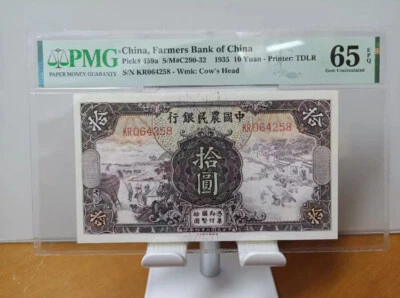 PMG
PAPER MONEY GUARANTY
China, Farmers Bank of China
Pick# 459a S/M#C290-32 1935 10 Yuan - Printer: TDLR
S/N KR064258 - Wmk: Cow's Head
65 EPQ
Gem Uncirculated
行銀民農國中
KR064258 KR064258
拾 拾
拾圓
拾 拾